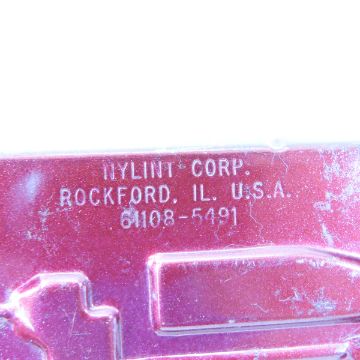 NYLINT CORP.
ROCKFORD, IL. U.S.A.
61108-5491